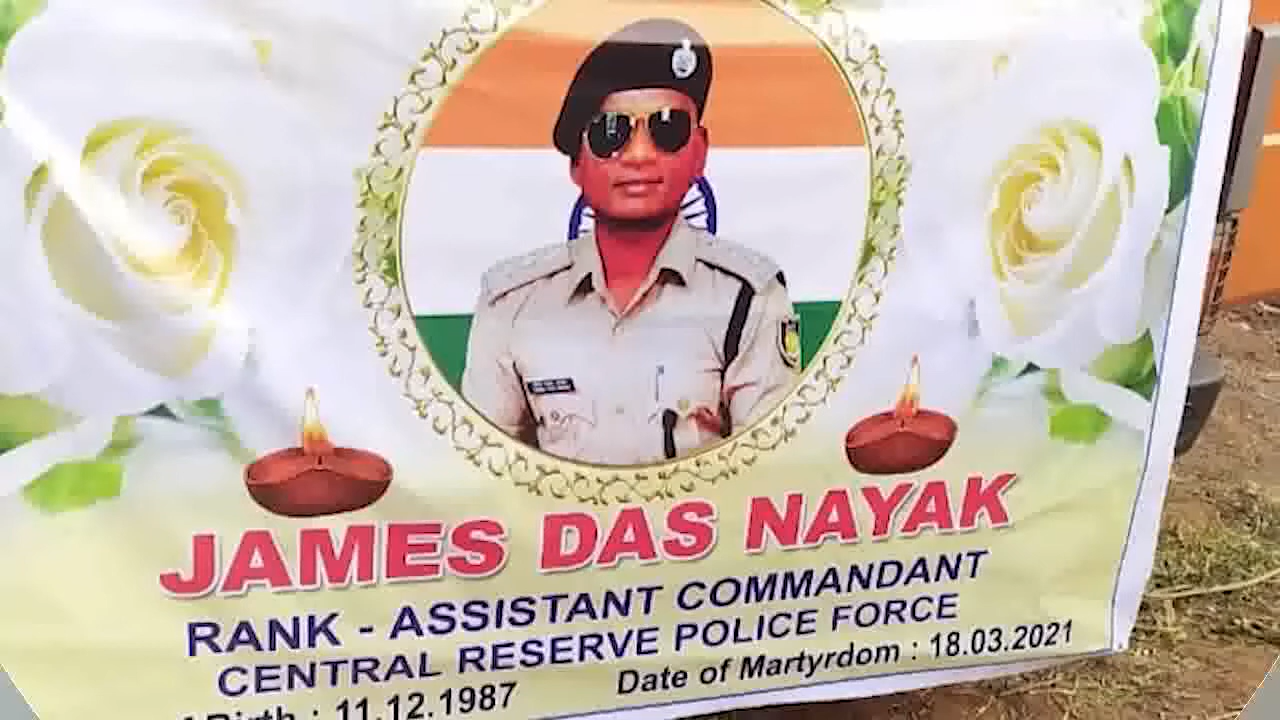 JAMES DAS NAYAK
RANK - ASSISTANT COMMANDANT
CENTRAL RESERVE POLICE FORCE
Birth : 11.12.1987 Date of Martyrdom : 18.03.2021